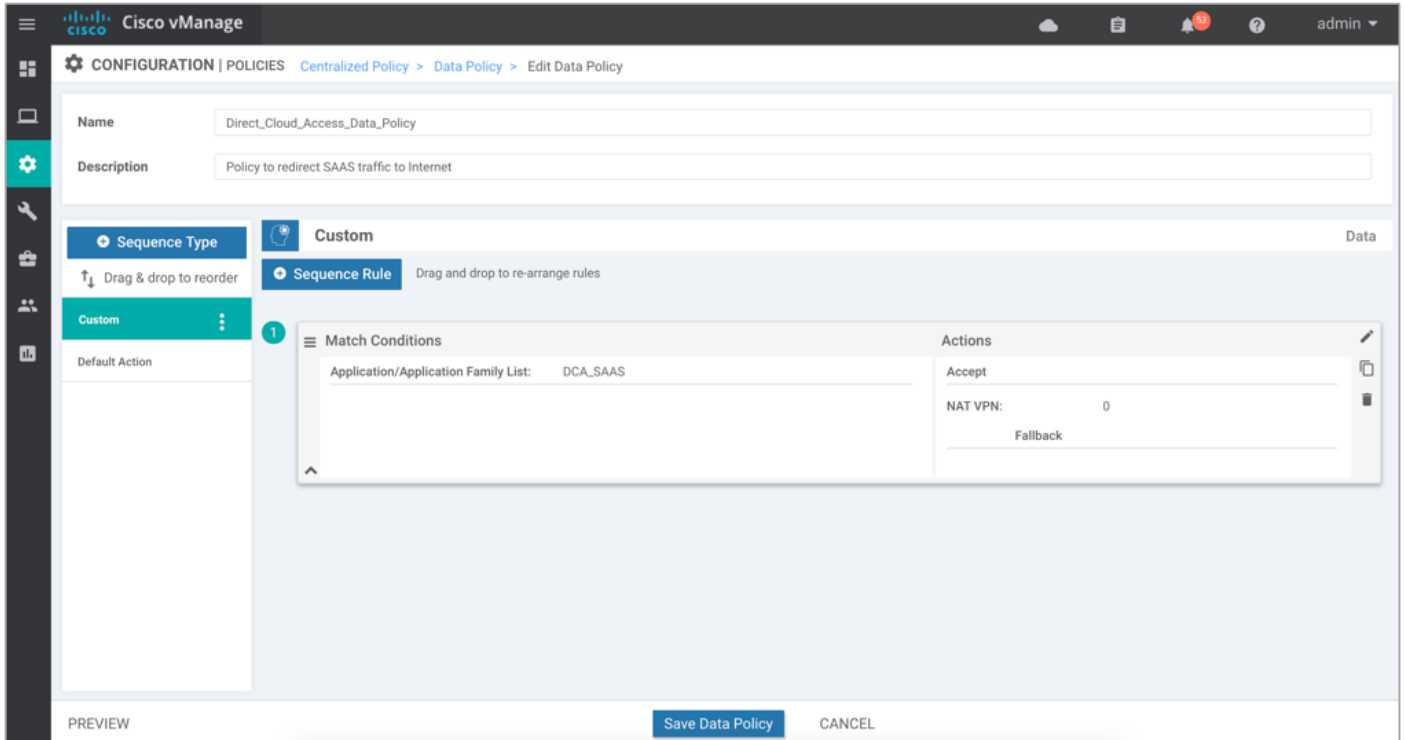 cisco Cisco vManage 53 admin
CONFIGURATION | POLICIES Centralized Policy > Data Policy > Edit Data Policy
Name Direct_Cloud_Access_Data_Policy
Description Policy to redirect SAAS traffic to Internet
Sequence Type
Drag & drop to reorder
Custom
Default Action
Custom Data
Sequence Rule Drag and drop to re-arrange rules
1
Match Conditions
Application/Application Family List: DCA_SAAS
Actions
Accept
NAT VPN: 0
Fallback
PREVIEW Save Data Policy CANCEL